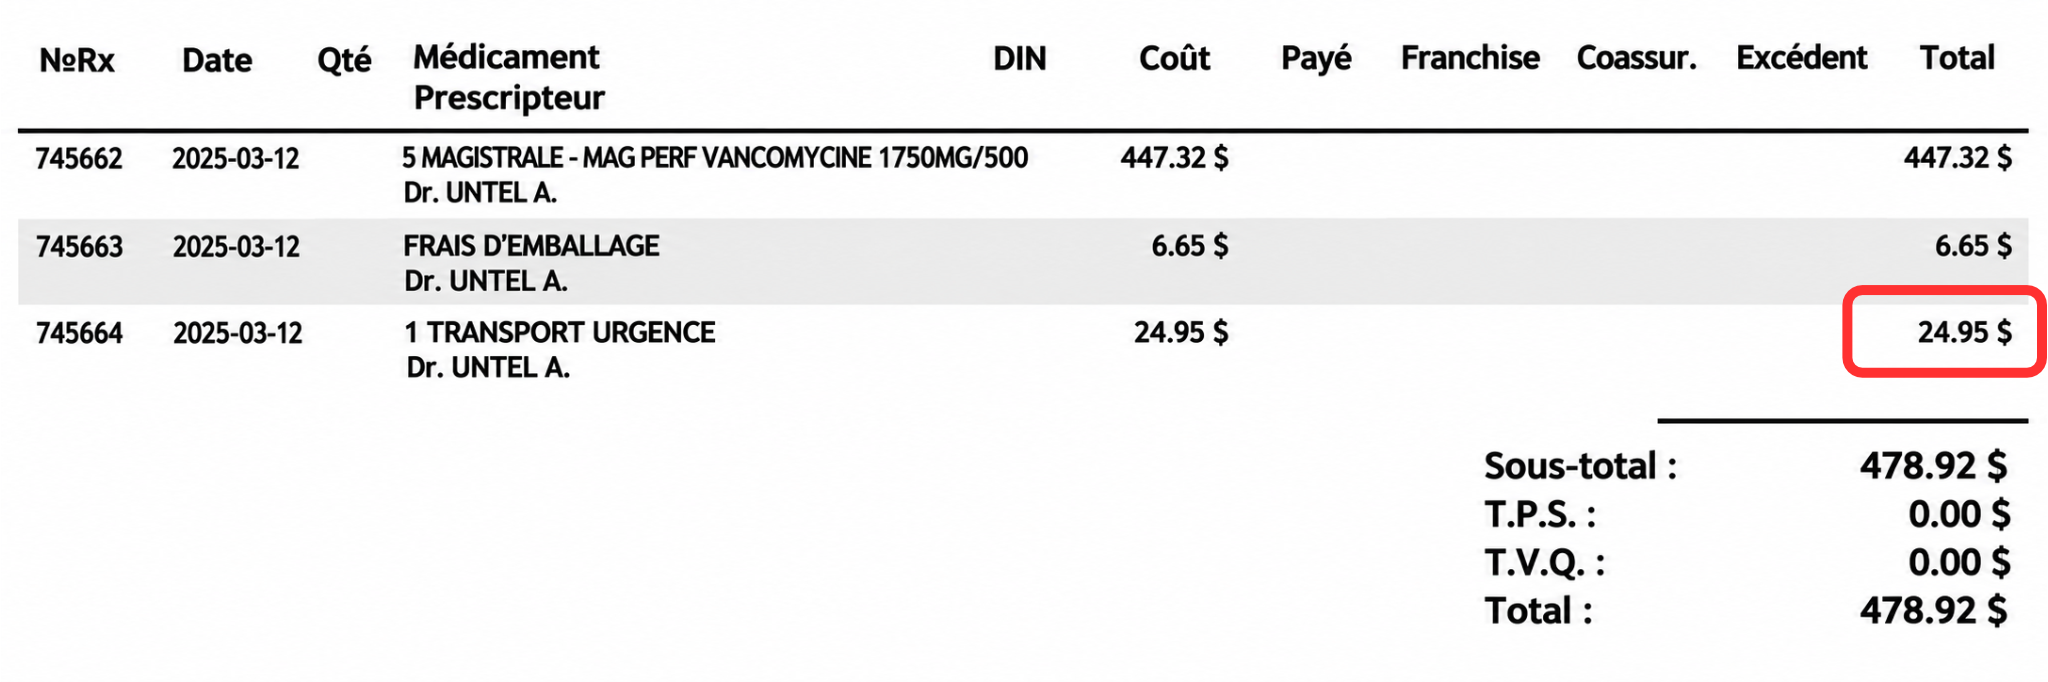 №Rx Date Qté Médicament DIN Coût Payé Franchise Coassur. Excédent Total
Prescripteur
745662 2025-03-12 5 MAGISTRALE - MAG PERF VANCOMYCINE 1750MG/500 447.32 $ 447.32 $
Dr. UNTEL A.
745663 2025-03-12 FRAIS D'EMBALLAGE 6.65 $ 6.65 $
Dr. UNTEL A.
745664 2025-03-12 1 TRANSPORT URGENCE 24.95 $ 24.95 $
Dr. UNTEL A.
Sous-total : 478.92 $
T.P.S. : 0.00 $
T.V.Q. : 0.00 $
Total : 478.92 $